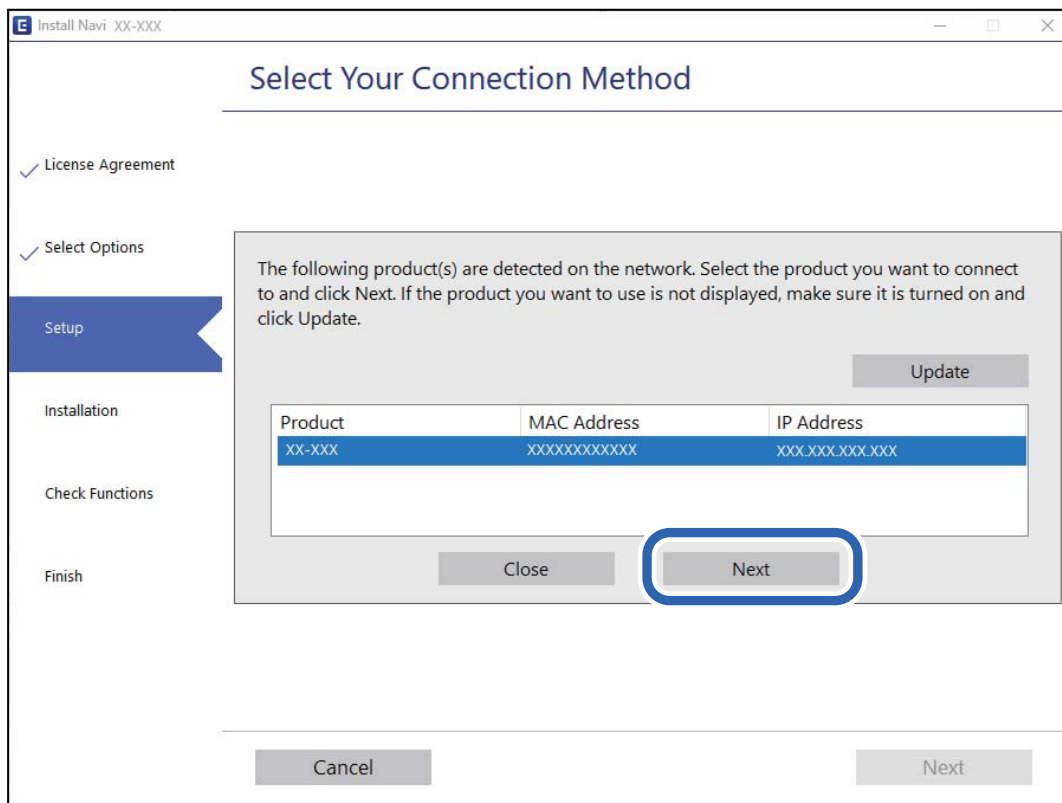 E Install Navi XX-XXX
Select Your Connection Method
License Agreement
Select Options
Setup
Installation
Check Functions
Finish
The following product(s) are detected on the network. Select the product you want to connect
to and click Next. If the product you want to use is not displayed, make sure it is turned on and
click Update.
Update
Product MAC Address IP Address
XX-XXX XXXXXXXXXXXX XXX.XXX.XXX.XXX
Close Next
Cancel Next